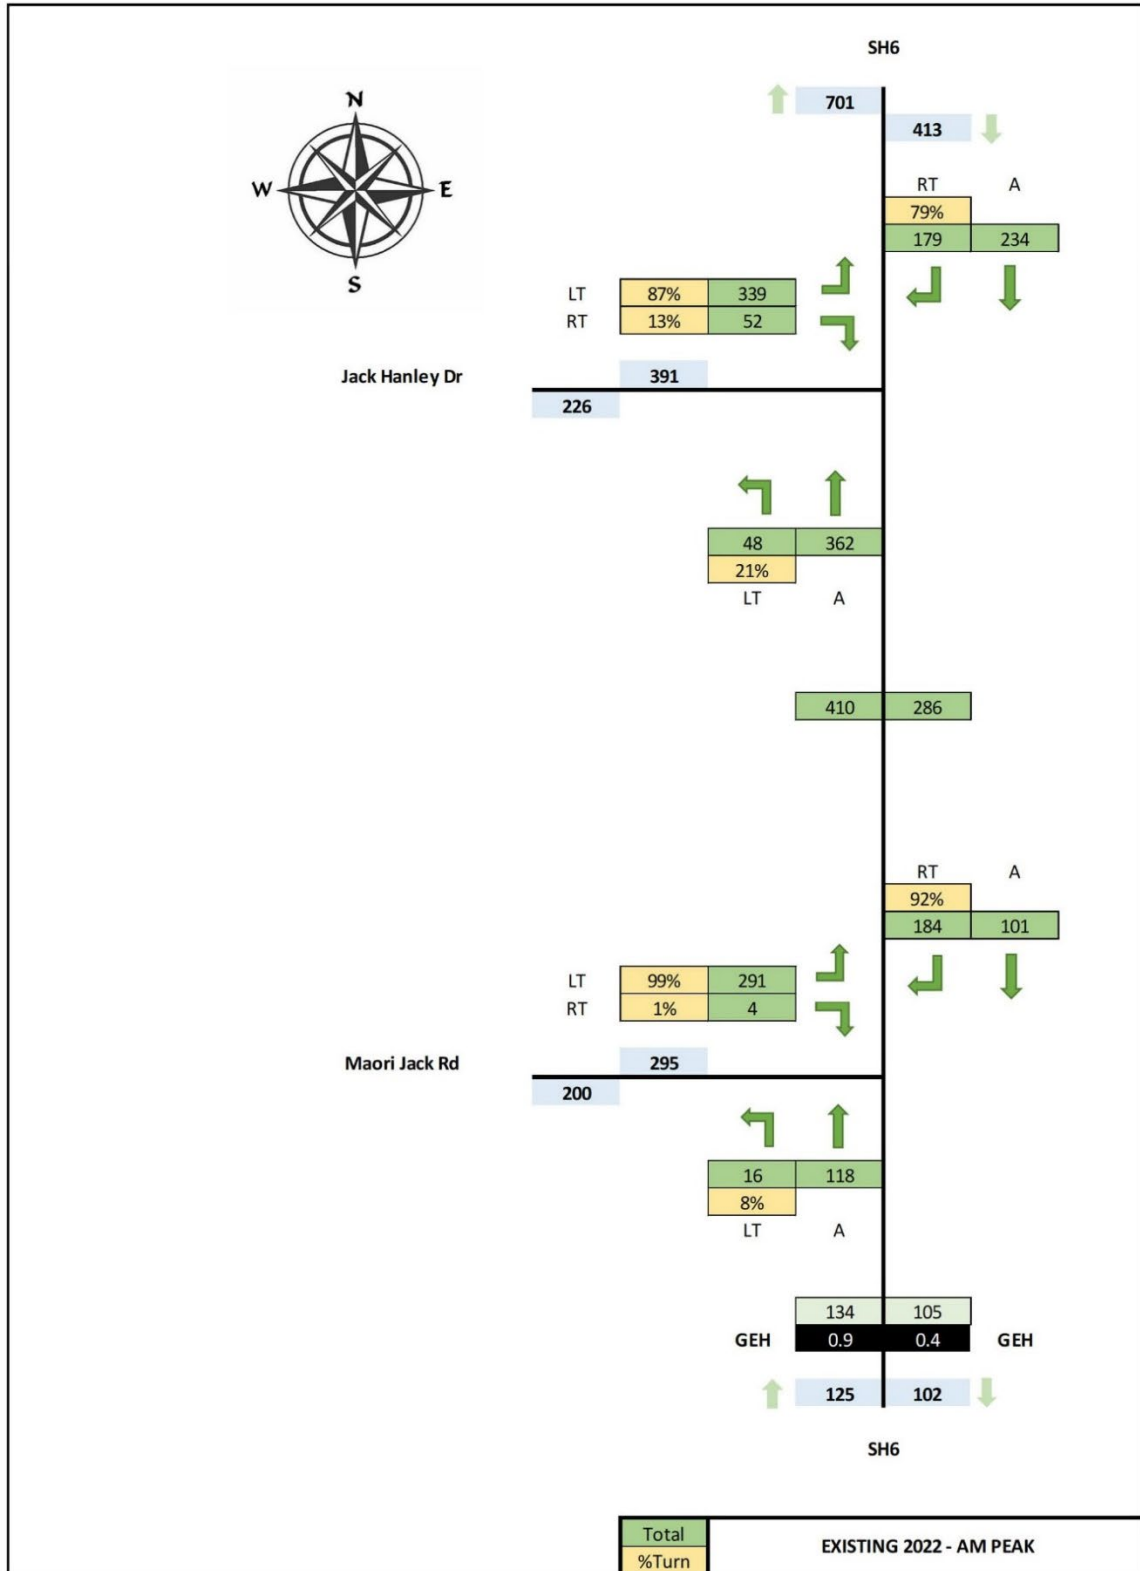 SH6
N
W E
S
701
413
RT A
79%
179 234
LT 87% 339
RT 13% 52
Jack Hanley Dr 391
226
48 362
21%
LT A
410 286
RT A
92%
184 101
LT 99% 291
RT 1% 4
Maori Jack Rd 295
200
16 118
8%
LT A
134 105
GEH 0.9 0.4 GEH
125 102
SH6
Total
%Turn
EXISTING 2022 - AM PEAK